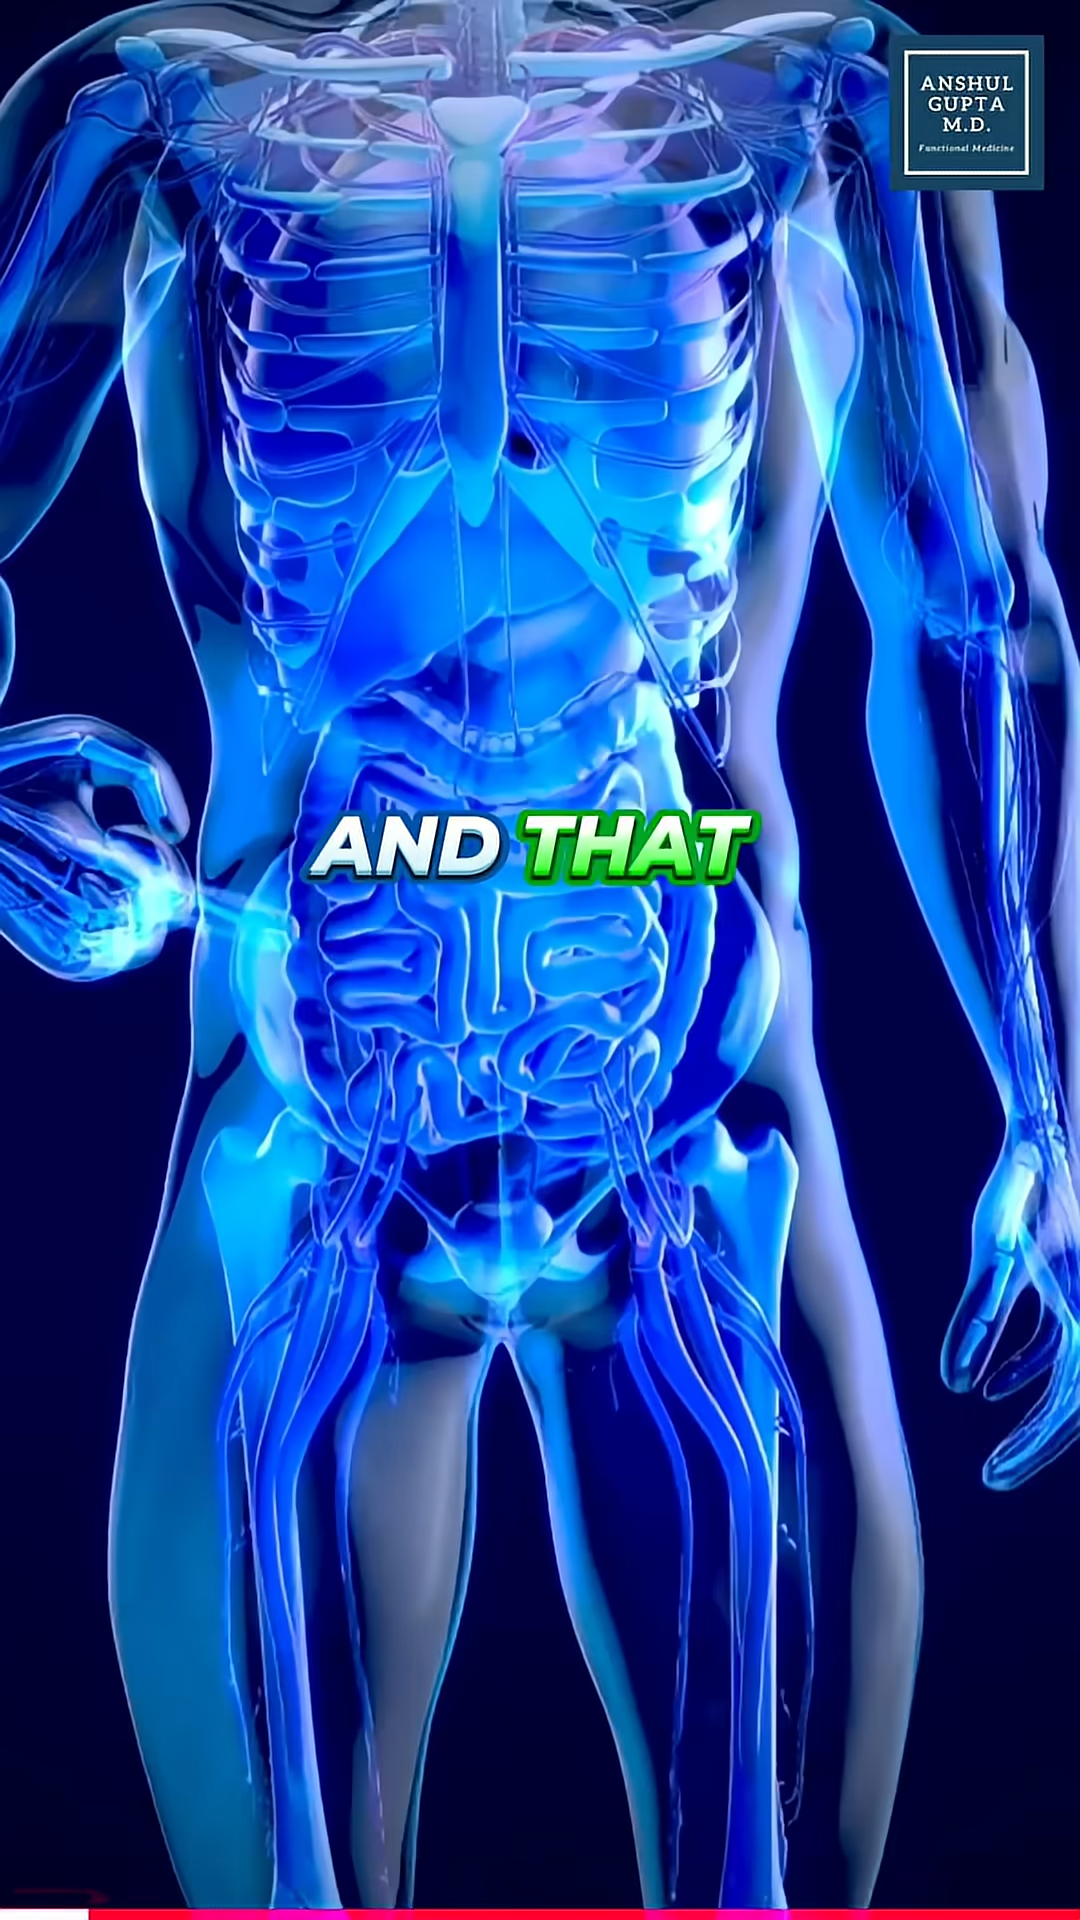 ANSHUL
GUPTA
M.D.
Functional Medicine
AND THAT